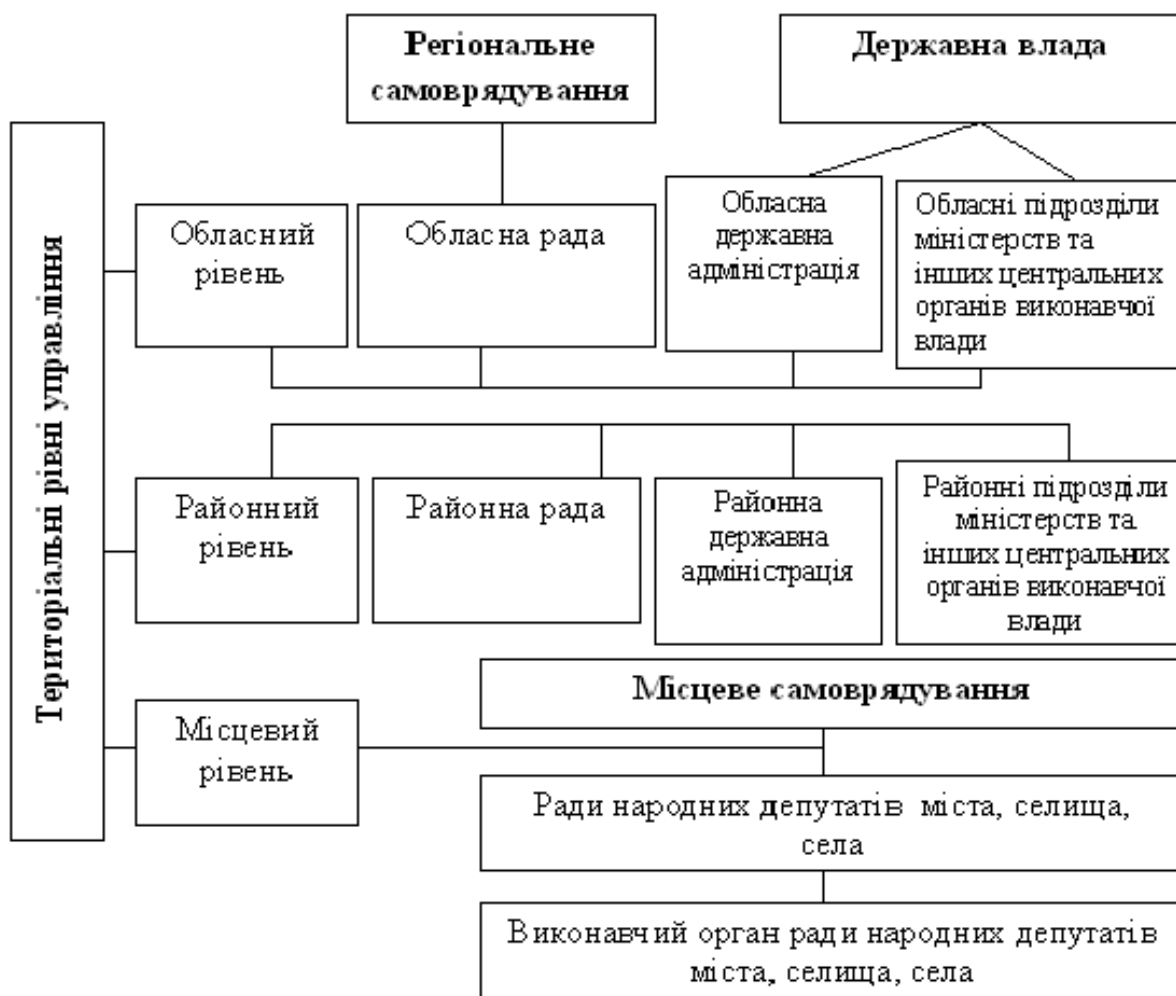 Регіональне
самоврядування
Державна влада
Територіальні рівні управління
Обласний
рівень
Обласна рада
Обласна
державна
адміністрація
Обласні підрозділи
міністерств та
інших центральних
органів виконавчої
влади
Районний
рівень
Районна рада
Районна
державна
адміністрація
Районні підрозділи
міністерств та
інших центральних
органів виконавчої
влади
Місцеве самоврядування
Місцевий
рівень
Ради народних депутатів міста, селища,
села
Виконавчий орган ради народних депутатів
міста, селища, села